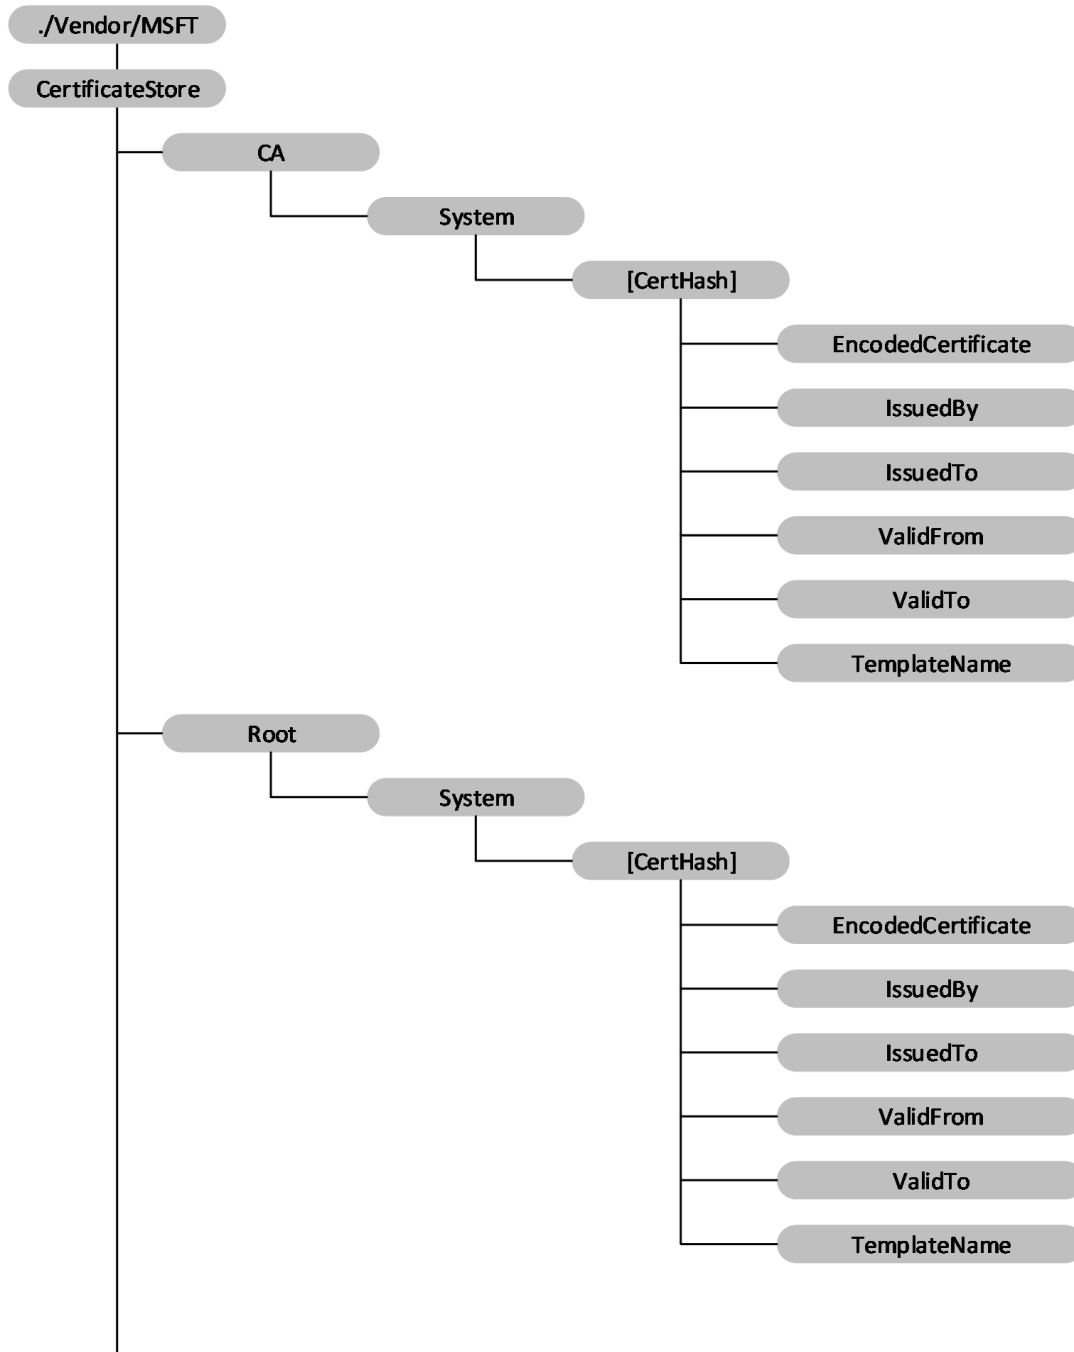 ./Vendor/MSFT
CertificateStore
CA
System
[CertHash]
EncodedCertificate
IssuedBy
IssuedTo
ValidFrom
ValidTo
TemplateName
Root
System
[CertHash]
EncodedCertificate
IssuedBy
IssuedTo
ValidFrom
ValidTo
TemplateName